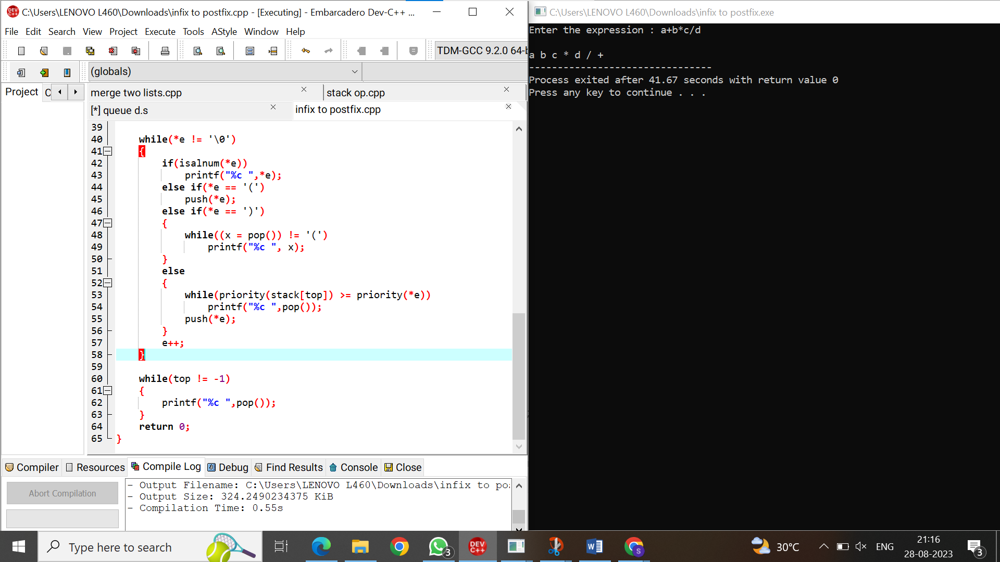 C:\Users\LENOVO L460\Downloads\infix to postfix.cpp - [Executing] - Embarcadero Dev-C++ ...
File Edit Search View Project Execute Tools AStyle Window Help
TDM-GCC 9.2.0 64-
(globals)
Project
merge two lists.cpp
stack op.cpp
[*] queue d.s
infix to postfix.cpp
39
40 while(*e != '\0')
41 {
42 if(isalnum(*e))
43 printf("%c ",*e);
44 else if(*e == '(')
45 push(*e);
46 else if(*e == ')')
47 {
48 while((x = pop()) != '(')
49 printf("%c ", x);
50 }
51 else
52 {
53 while(priority(stack[top]) >= priority(*e))
54 printf("%c ",pop());
55 push(*e);
56 }
57 e++;
58 }
59
60 while(top != -1)
61 {
62 printf("%c ",pop());
63 }
64 return 0;
65 }
Compiler Resources Compile Log Debug Find Results Console Close
Abort Compilation
- Output Filename: C:\Users\LENOVO L460\Downloads\infix to po
- Output Size: 324.2490234375 KiB
- Compilation Time: 0.55s
C:\Users\LENOVO L460\Downloads\infix to postfix.exe
Enter the expression : a+b*c/d
a b c * d / +
--------------------------------
Process exited after 41.67 seconds with return value 0
Press any key to continue . . .
Type here to search
DEV C++
3
S
30°C
ENG
21:16
28-08-2023
3